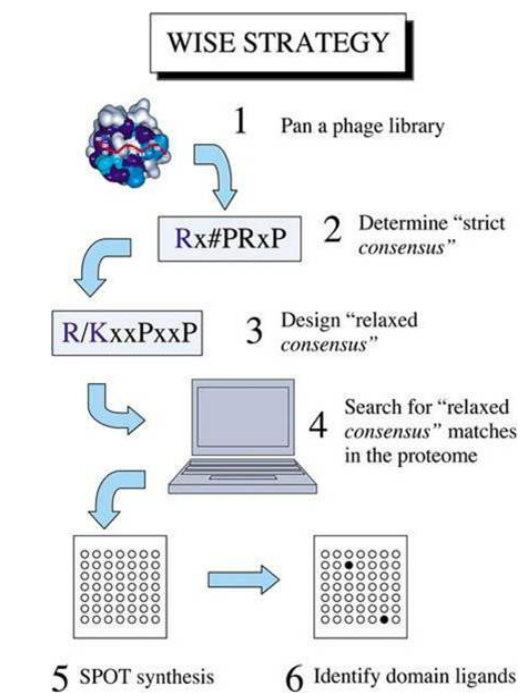 WISE STRATEGY
1 Pan a phage library
Rx#PRxP
2 Determine “strict
consensus”
R/KxxPxxP
3 Design “relaxed
consensus”
4 Search for “relaxed
consensus” matches
in the proteome
5 SPOT synthesis
6 Identify domain ligands